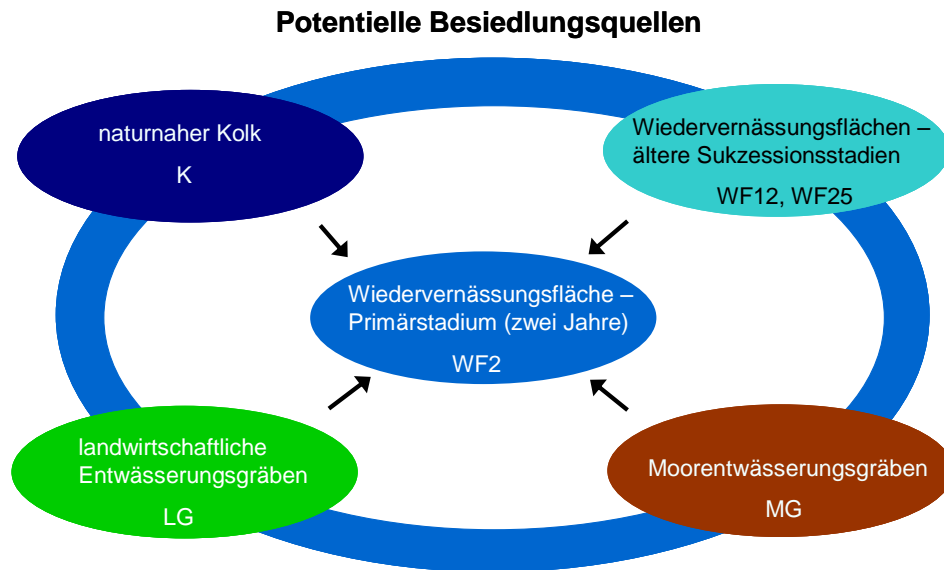 Potentielle Besiedlungsquellen
naturnaher Kolk
K
Wiedervernässungsflächen –
ältere Sukzessionsstadien
WF12, WF25
Wiedervernässungsfläche –
Primärstadium (zwei Jahre)
WF2
landwirtschaftliche
Entwässerungsgräben
LG
Moorentwässerungsgräben
MG